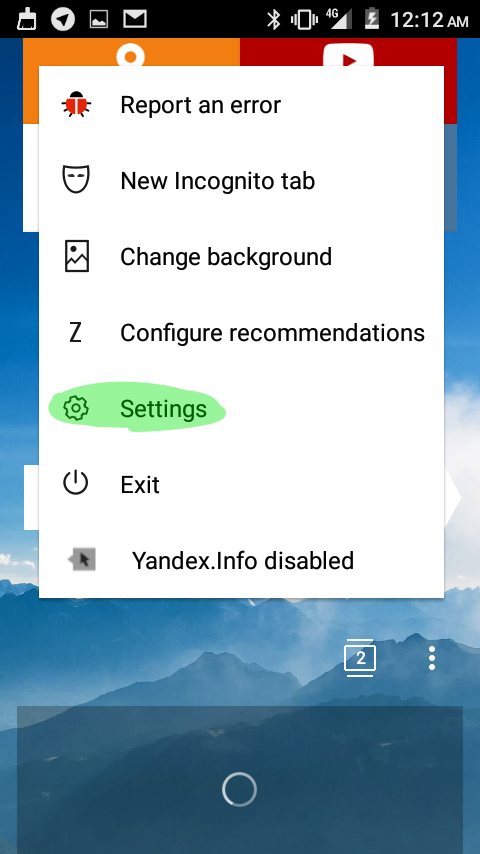 4G
12:12 AM
Report an error
New Incognito tab
Change background
Z
Configure recommendations
Settings
Exit
Yandex.Info disabled
2